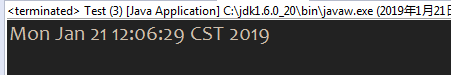 <terminated> Test (3) [Java Application] C:\jdk1.6.0_20\bin\javaw.exe (2019年1月21日
Mon Jan 21 12:06:29 CST 2019